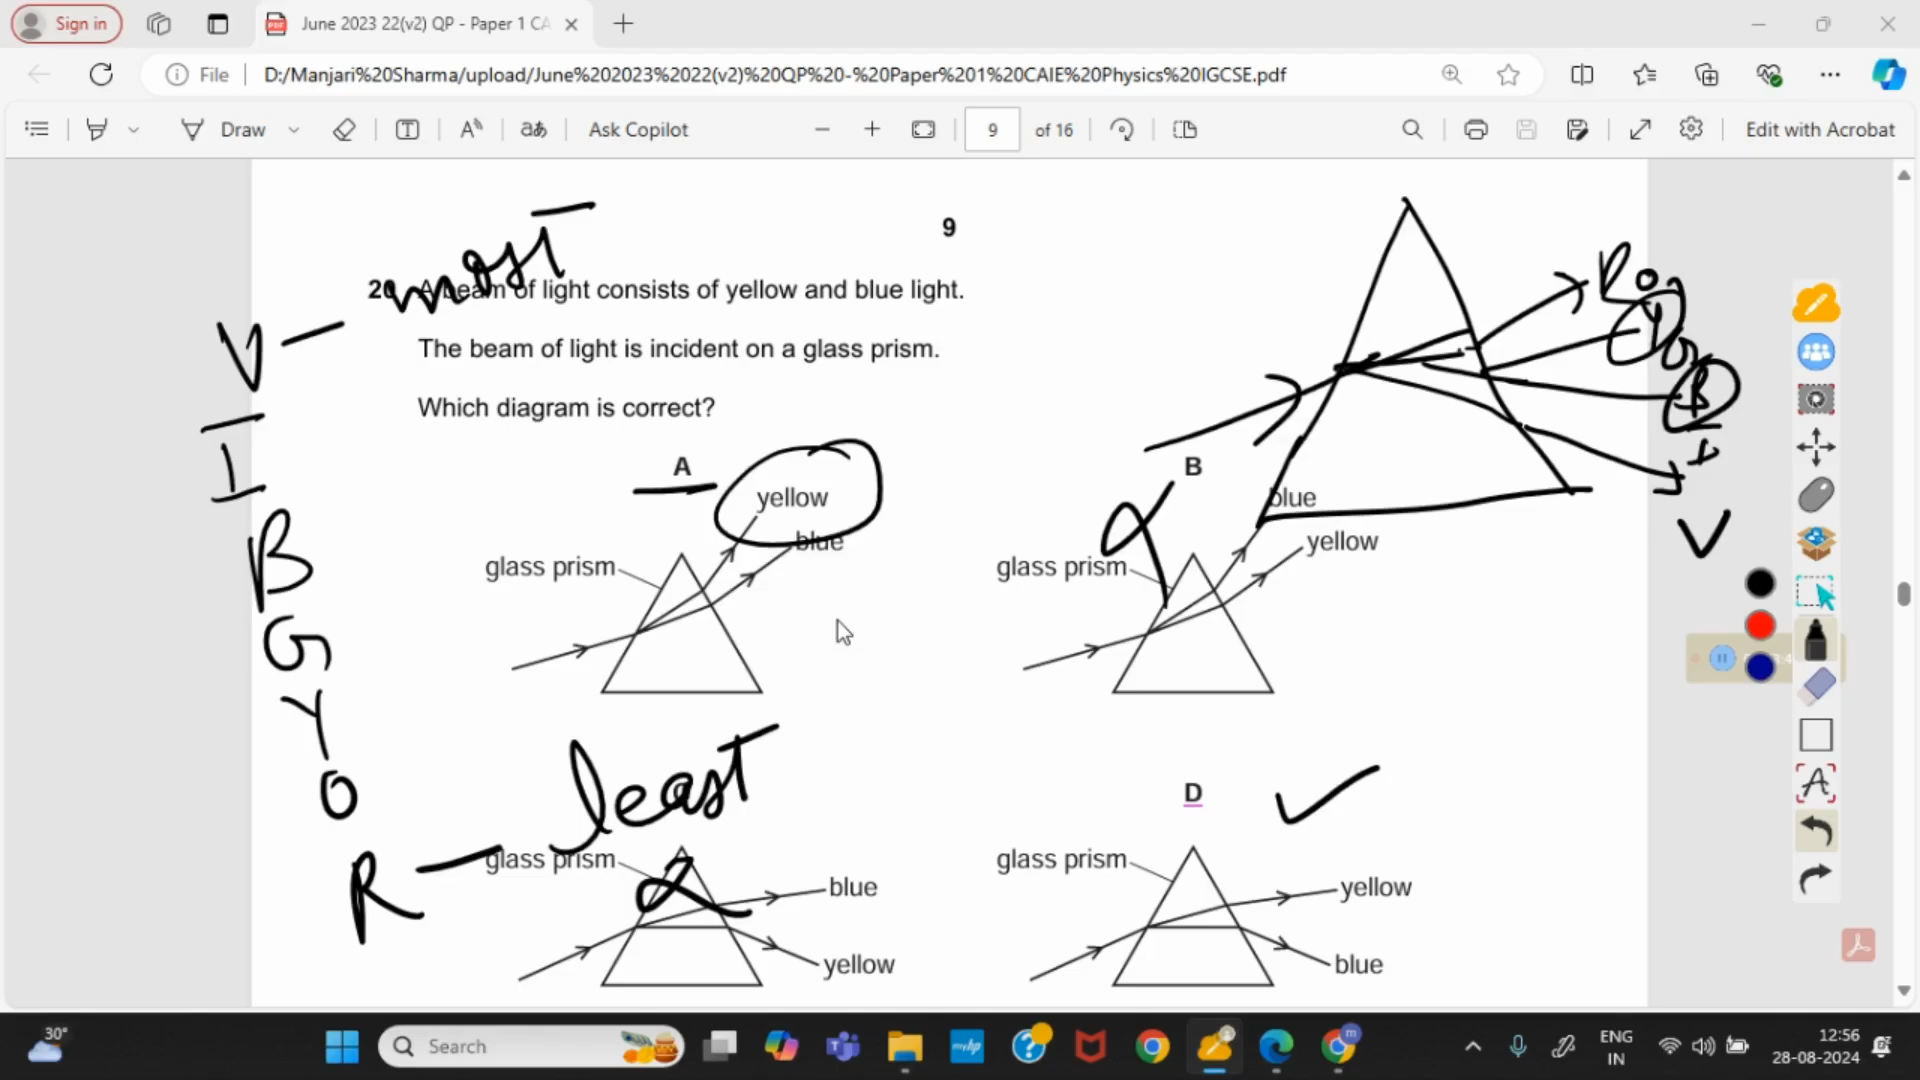 Sign in
June 2023 22(v2) QP - Paper 1 CA
File
D:/Manjari%20Sharma/upload/June%202023%2022(v2)%20QP%20-%20Paper%201%20CAIE%20Physics%20IGCSE.pdf
Draw
Ask Copilot
9 of 16
Edit with Acrobat
9
most
20 A beam of light consists of yellow and blue light.
The beam of light is incident on a glass prism.
Which diagram is correct?
V
I
B
G
Y
O
R
least
R
O
Y
G
B
I
V
A
yellow
blue
glass prism
B
blue
yellow
glass prism
glass prism
blue
yellow
D
glass prism
yellow
blue
30°
Search
ENG
IN
12:56
28-08-2024